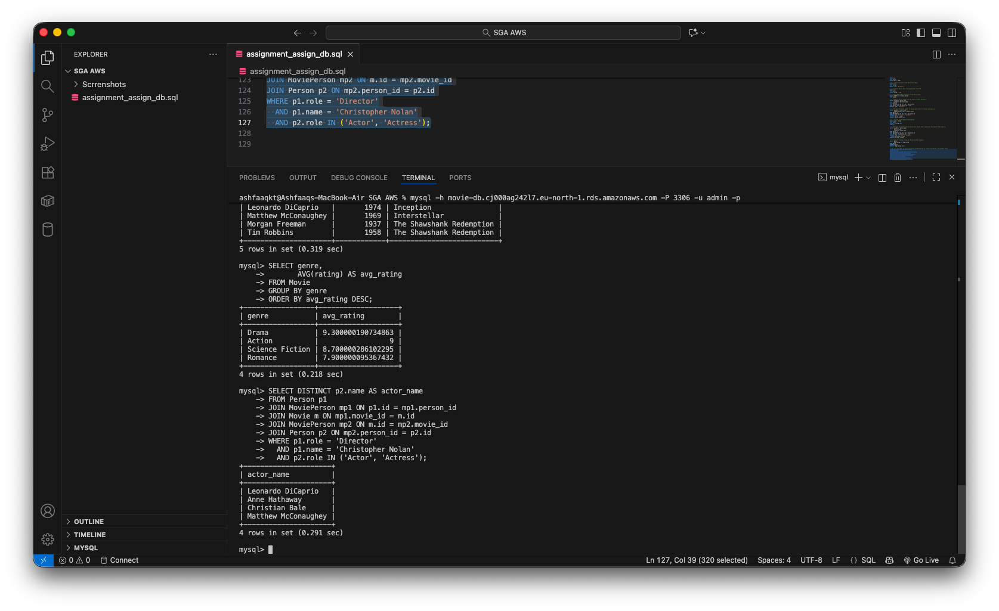 SGA AWS
EXPLORER
SGA AWS
Scrrenshots
assignment_assign_db.sql
OUTLINE
TIMELINE
MYSQL
assignment_assign_db.sql
assignment_assign_db.sql
123 JOIN MoviePerson mp2 ON m.id = mp2.movie_id
124 JOIN Person p2 ON mp2.person_id = p2.id
125 WHERE p1.role = 'Director'
126 AND p1.name = 'Christopher Nolan'
127 AND p2.role IN ('Actor', 'Actress');
128
129
PROBLEMS OUTPUT DEBUG CONSOLE TERMINAL PORTS
mysql
ashfaaqkt@Ashfaaqs-MacBook-Air SGA AWS % mysql -h movie-db.cj000ag242l7.eu-north-1.rds.amazonaws.com -P 3306 -u admin -p
| Leonardo DiCaprio | 1974 | Inception |
| Matthew McConaughey | 1969 | Interstellar |
| Morgan Freeman | 1937 | The Shawshank Redemption |
| Tim Robbins | 1958 | The Shawshank Redemption |
+---------------------+------------+--------------------------+
5 rows in set (0.319 sec)
mysql> SELECT genre,
-> AVG(rating) AS avg_rating
-> FROM Movie
-> GROUP BY genre
-> ORDER BY avg_rating DESC;
+-----------------+-------------------+
| genre | avg_rating |
+-----------------+-------------------+
| Drama | 9.300000190734863 |
| Action | 9 |
| Science Fiction | 8.700000286102295 |
| Romance | 7.900000095367432 |
+-----------------+-------------------+
4 rows in set (0.218 sec)
mysql> SELECT DISTINCT p2.name AS actor_name
-> FROM Person p1
-> JOIN MoviePerson mp1 ON p1.id = mp1.person_id
-> JOIN Movie m ON mp1.movie_id = m.id
-> JOIN MoviePerson mp2 ON m.id = mp2.movie_id
-> JOIN Person p2 ON mp2.person_id = p2.id
-> WHERE p1.role = 'Director'
-> AND p1.name = 'Christopher Nolan'
-> AND p2.role IN ('Actor', 'Actress');
+---------------------+
| actor_name |
+---------------------+
| Leonardo DiCaprio |
| Anne Hathaway |
| Christian Bale |
| Matthew McConaughey |
+---------------------+
4 rows in set (0.291 sec)
mysql>
0 0 Connect
Ln 127, Col 39 (320 selected) Spaces: 4 UTF-8 LF {} SQL Go Live